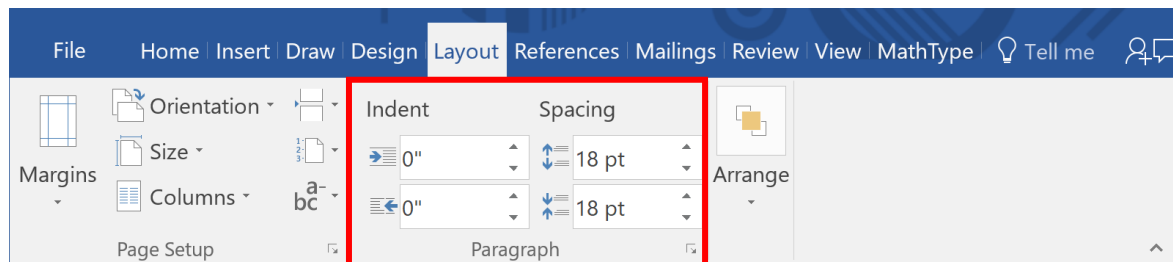 File Home Insert Draw Design Layout References Mailings Review View MathType Tell me
Orientation Indent Spacing
Size 0" 18 pt
Margins Arrange
Columns a- bc 0" 18 pt
Page Setup Paragraph